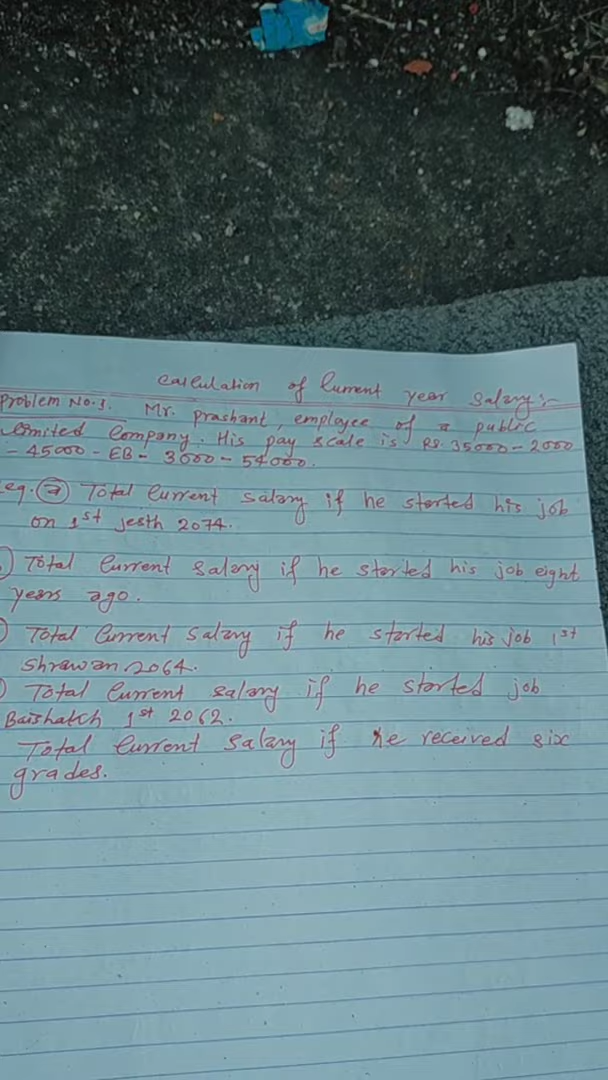 Calculation of Current year Salary:-
Problem No.1. Mr. Prashant, employee of a public
limited Company. His pay scale is Rs. 35000 - 2000
- 45000 - EB - 3000 - 54000.
eq. (a) Total Current salary if he started his job
on 1st Jesth 2074.
) Total Current salary if he started his job eight
years ago.
) Total Current Salary if he started his job 1st
Shrawan 2064.
) Total Current salary if he started job
Baishakh 1st 2062.
Total Current Salary if he received six
grades.